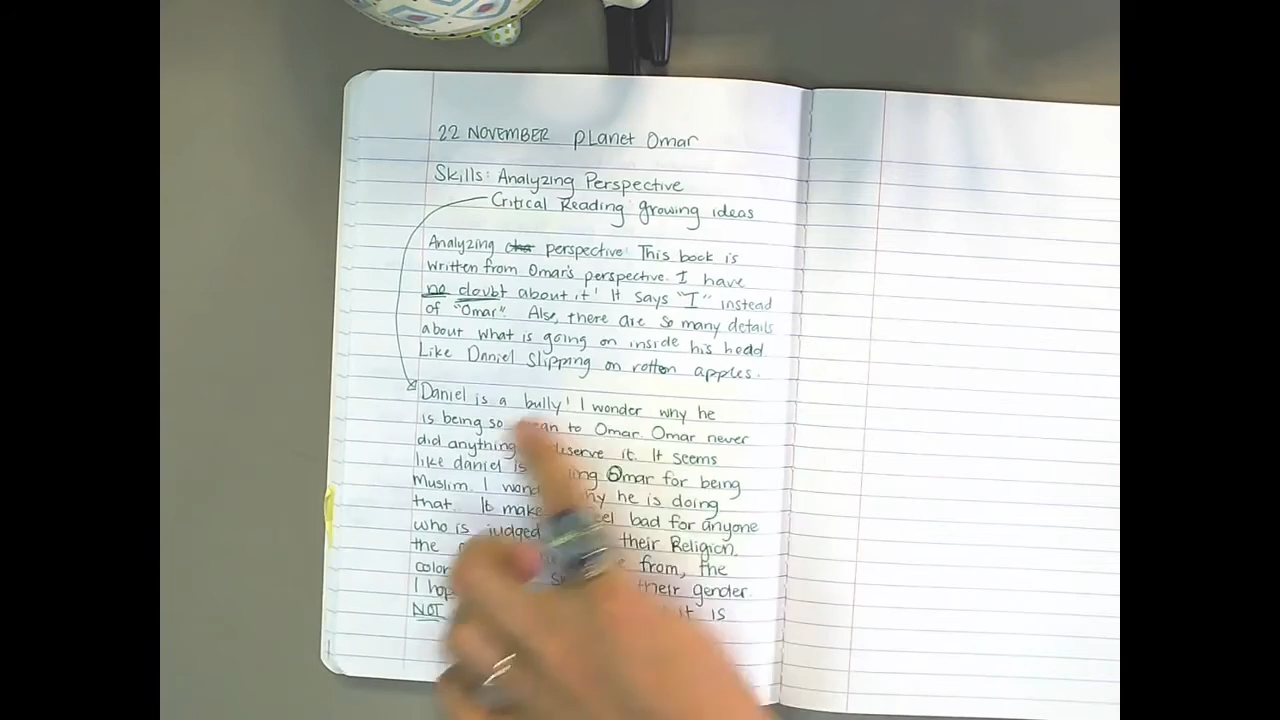 22 NOVEMBER Planet Omar
Skills: Analyzing Perspective
Critical Reading growing ideas
Analyzing perspective: This book is
written from Omar's perspective. I have
no doubt about it! It says "I" instead
of "Omar". Also, there are so many details
about what is going on inside his head
Like Daniel Slipping on rotten apples.
Daniel is a bully! I wonder why he
is being so to Omar. Omar never
did anything deserve it. It seems
like daniel is Omar for being
Muslim. I he is doing
that. It bad for anyone
who is judged their Religion,
the from, the
color their gender.
I
NOT it is